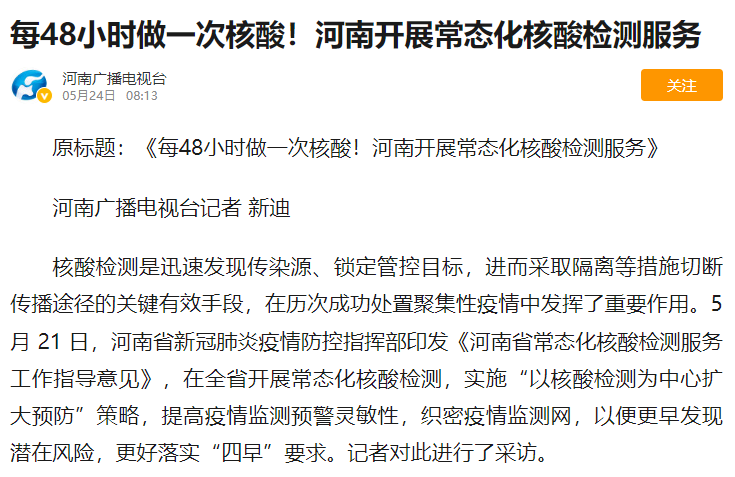 每48小时做一次核酸！河南开展常态化核酸检测服务
河南广播电视台
05月24日 08:13
关注
原标题：《每48小时做一次核酸！河南开展常态化核酸检测服务》
河南广播电视台记者 新迪
核酸检测是迅速发现传染源、锁定管控目标，进而采取隔离等措施切断
传播途径的关键有效手段，在历次成功处置聚集性疫情中发挥了重要作用。5
月 21 日，河南省新冠肺炎疫情防控指挥部印发《河南省常态化核酸检测服务
工作指导意见》，在全省开展常态化核酸检测，实施“以核酸检测为中心扩
大预防”策略，提高疫情监测预警灵敏性，织密疫情监测网，以便更早发现
潜在风险，更好落实“四早”要求。记者对此进行了采访。